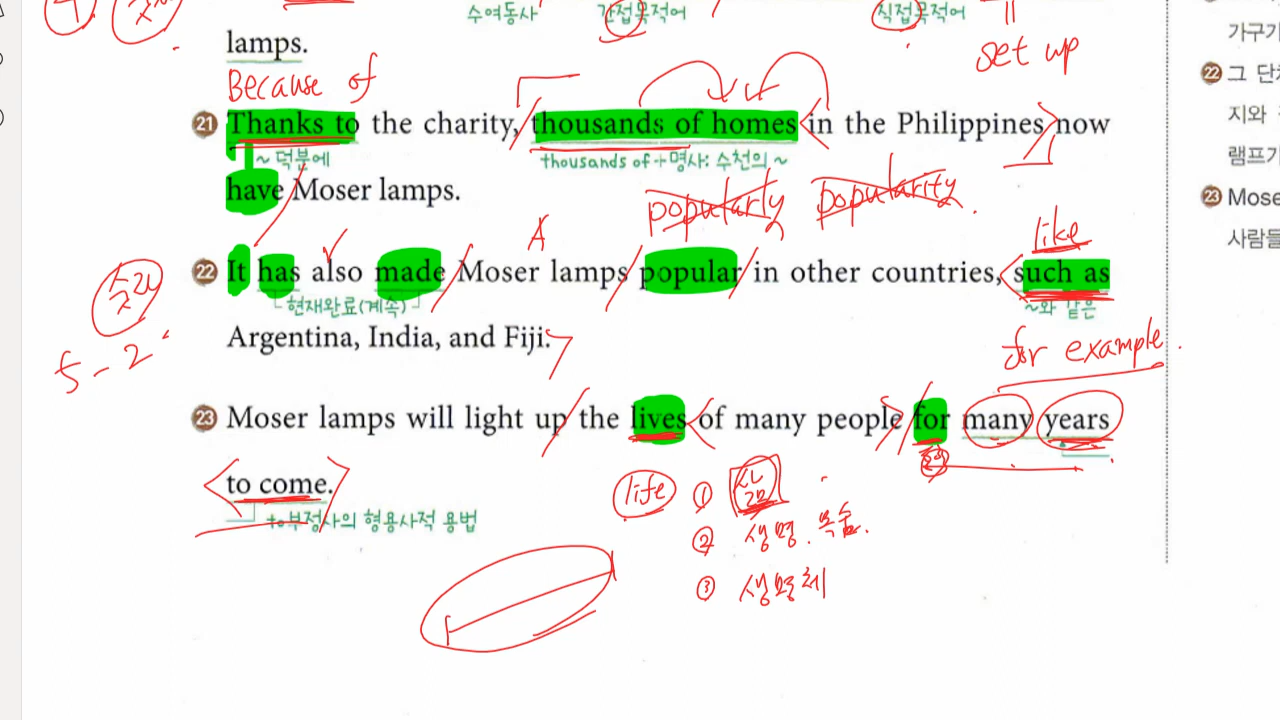 수여동사 간접목적어 직접목적어
lamps.
set up
Because of
21 Thanks to the charity, thousands of homes in the Philippines now
~ 덕분에 thousands of + 명사: 수천의 ~
have Moser lamps.
popularly popularity
like
22 It has also made Moser lamps popular in other countries, such as
현재완료(계속) ~와 같은
5-2
Argentina, India, and Fiji.
for example.
23 Moser lamps will light up the lives of many people for many years
to come.
to부정사의 형용사적 용법
life ① 삶
② 생명. 목숨.
③ 생명체
가구가
22 그 단
지와
램프가
23 Mose
사람들